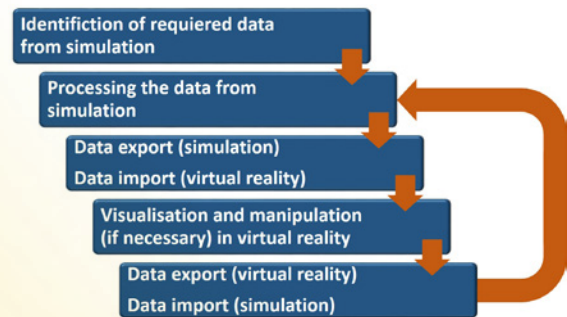 Identifiction of requiered data
from simulation
Processing the data from
simulation
Data export (simulation)
Data import (virtual reality)
Visualisation and manipulation
(if necessary) in virtual reality
Data export (virtual reality)
Data import (simulation)